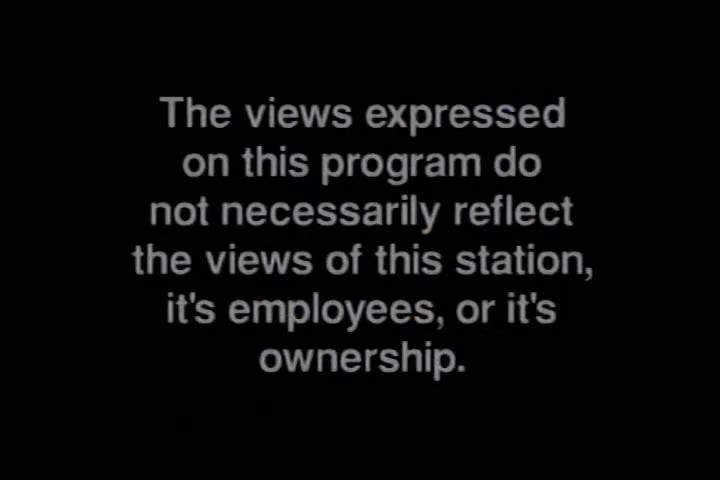 The views expressed
on this program do
not necessarily reflect
the views of this station,
it's employees, or it's
ownership.